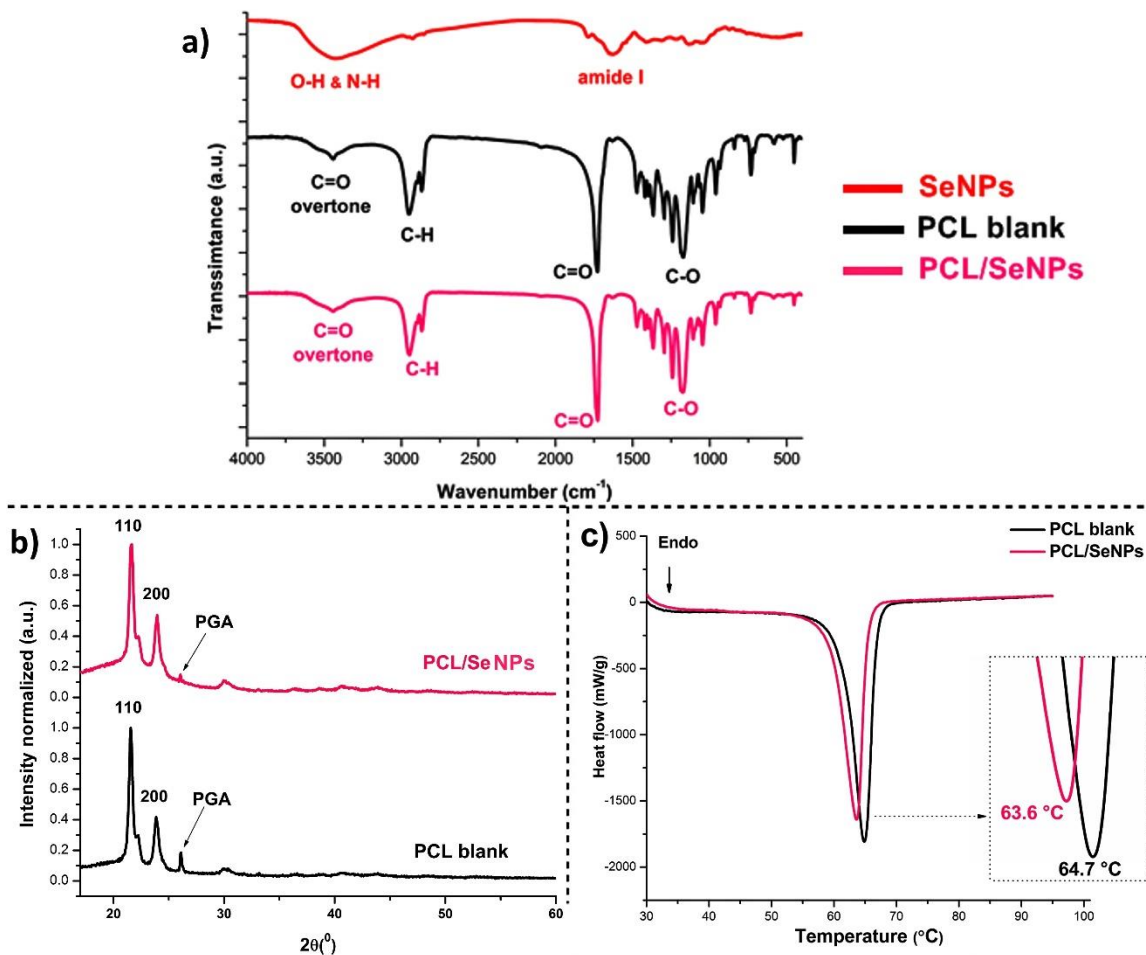 a)
O-H & N-H
amide I
C=O
overtone
C-H
C=O
C-O
C=O
overtone
C-H
C=O
C-O
Transsimtance (a.u.)
4000 3500 3000 2500 2000 1500 1000 500
Wavenumber (cm⁻¹)
SeNPs
PCL blank
PCL/SeNPs
b)
110
200
PGA
PCL/SeNPs
1.0
0.8
0.6
0.4
0.2
0.0
110
200
PGA
PCL blank
1.0
0.8
0.6
0.4
0.2
0.0
Intensity normalized (a.u.)
20 30 40 50 60
2θ(⁰)
c)
Endo
PCL blank
PCL/SeNPs
500
0
-500
-1000
-1500
-2000
Heat flow (mW/g)
63.6 °C
64.7 °C
30 40 50 60 70 80 90 100
Temperature (°C)